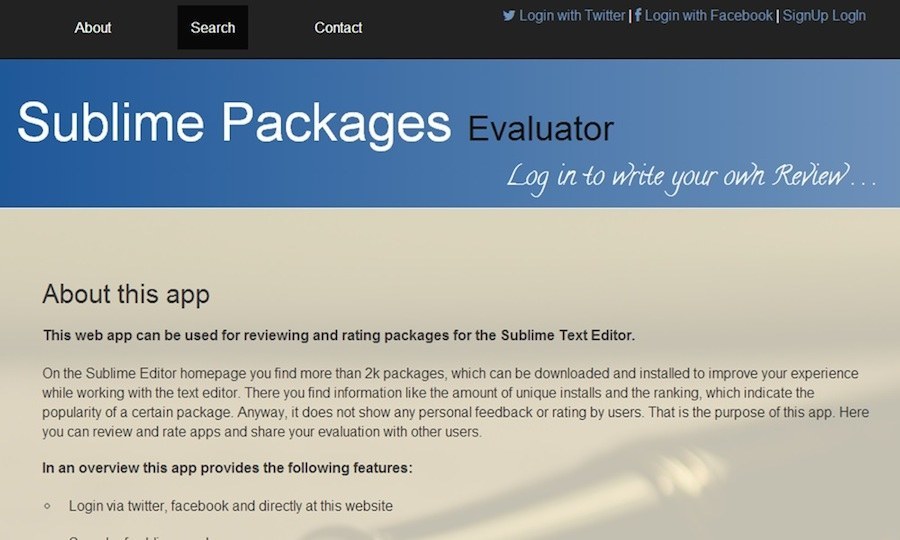 About Search Contact Login with Twitter | Login with Facebook | SignUp LogIn
Sublime Packages Evaluator
Log in to write your own Review...
About this app
This web app can be used for reviewing and rating packages for the Sublime Text Editor.
On the Sublime Editor homepage you find more than 2k packages, which can be downloaded and installed to improve your experience
while working with the text editor. There you find information like the amount of unique installs and the ranking, which indicate the
popularity of a certain package. Anyway, it does not show any personal feedback or rating by users. That is the purpose of this app. Here
you can review and rate apps and share your evaluation with other users.
In an overview this app provides the following features:
Login via twitter, facebook and directly at this website